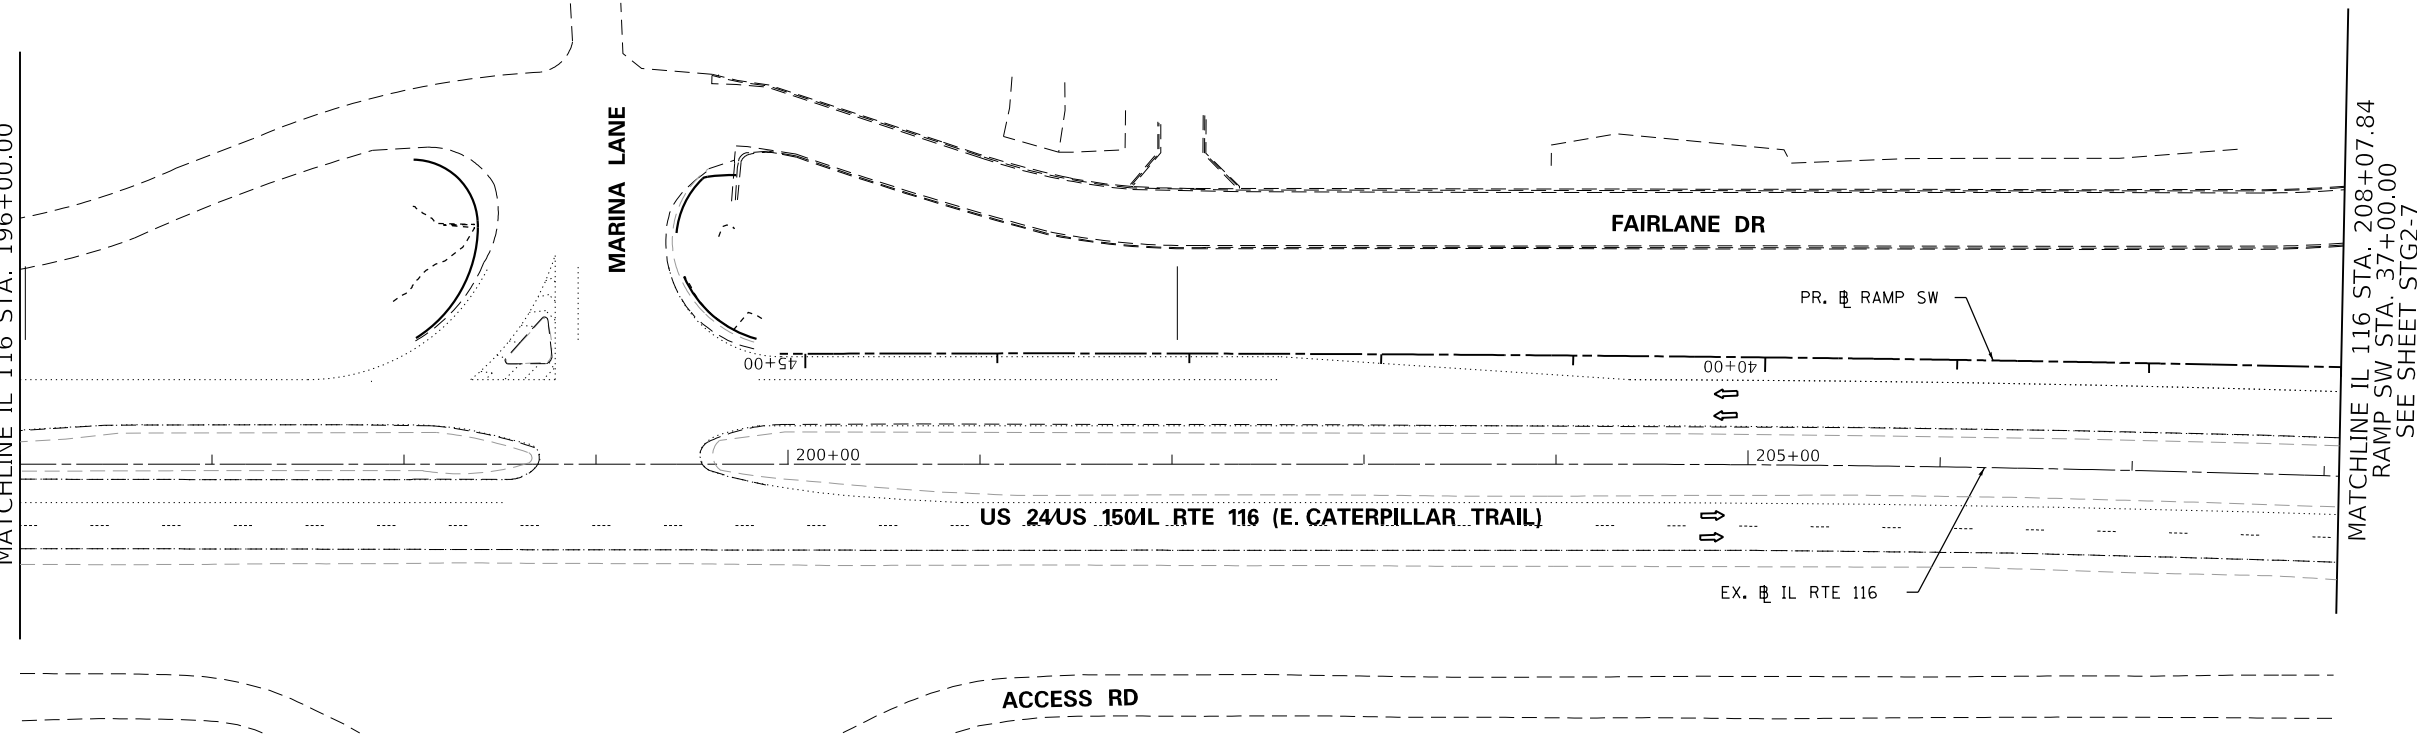 MATCHLINE IL 116 STA. 196+00.00
MARINA LANE
FAIRLANE DR
PR. BL RAMP SW
45+00
40+00
200+00
205+00
US 24/US 150/IL RTE 116 (E. CATERPILLAR TRAIL)
EX. BL IL RTE 116
ACCESS RD
MATCHLINE IL 116 STA. 208+07.84
RAMP SW STA. 37+00.00
SEE SHEET STG2-7